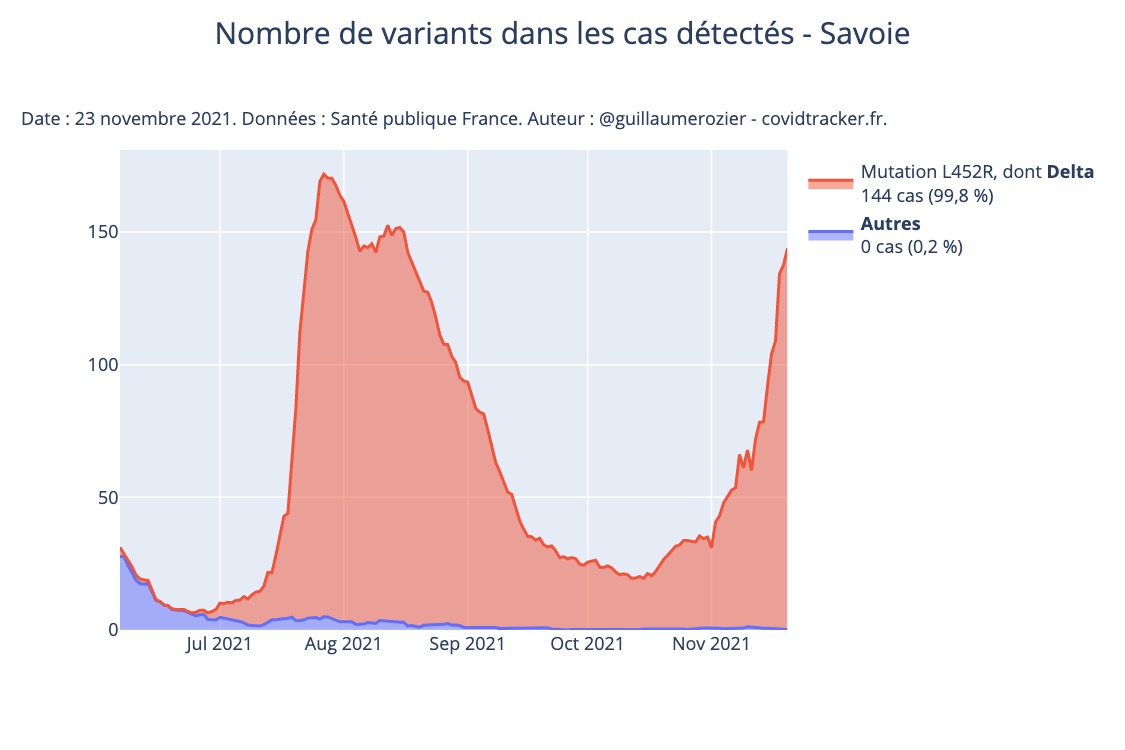 Nombre de variants dans les cas détectés - Savoie
Date : 23 novembre 2021. Données : Santé publique France. Auteur : @guillaumerozier - covidtracker.fr.
Mutation L452R, dont Delta
144 cas (99,8 %)
Autres
0 cas (0,2 %)
150
100
50
0
Jul 2021
Aug 2021
Sep 2021
Oct 2021
Nov 2021